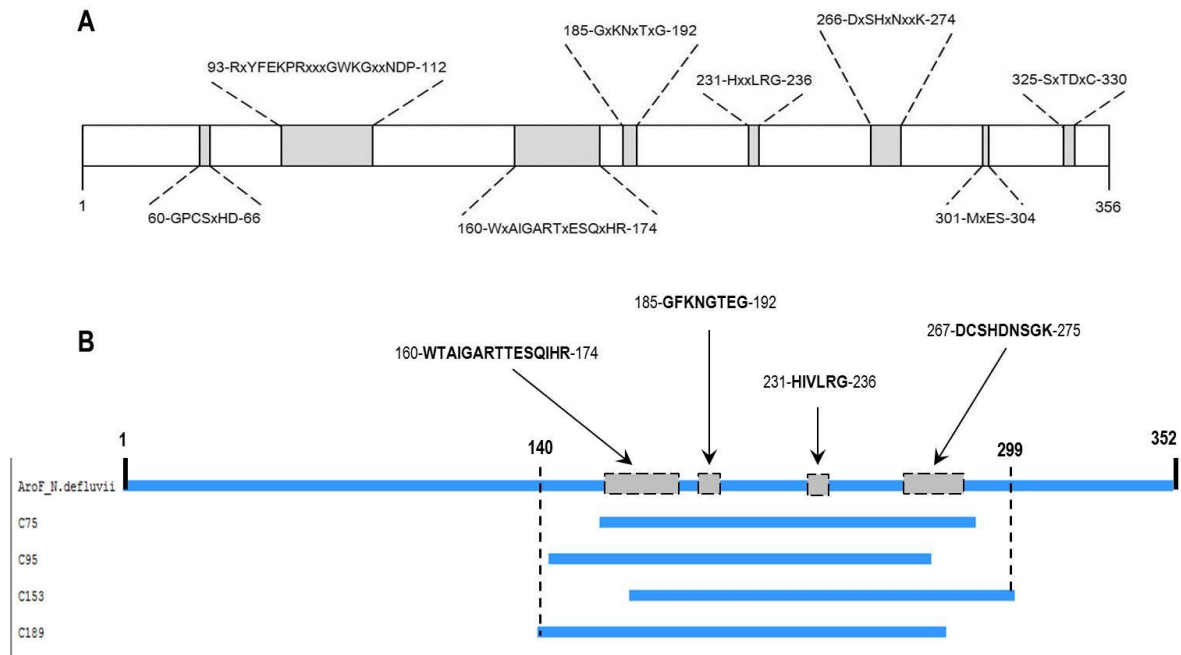 A
185-GxKNxTxG-192
266-DxSHxNxxK-274
93-RxYFEKPRxxxGWKGxxNDP-112
231-HxxLRG-236
325-SxTDxC-330
1
60-GPCSxHD-66
160-WxAIGARTxESQxHR-174
301-MxES-304
356
B
185-GFKNGTEG-192
267-DCSHDNSGK-275
160-WTAIGARTTESQIHR-174
231-HIVLRG-236
1
140
299
352
AroF_N.defluvii
C75
C95
C153
C189